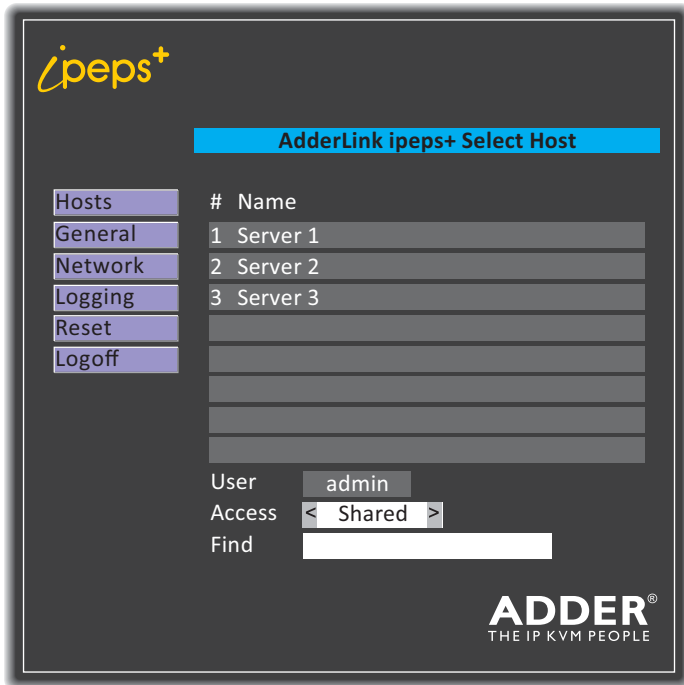 ipeps+
AdderLink ipeps+ Select Host
Hosts
General
Network
Logging
Reset
Logoff
# Name
1 Server 1
2 Server 2
3 Server 3
User admin
Access < Shared >
Find
ADDER®
THE IP KVM PEOPLE